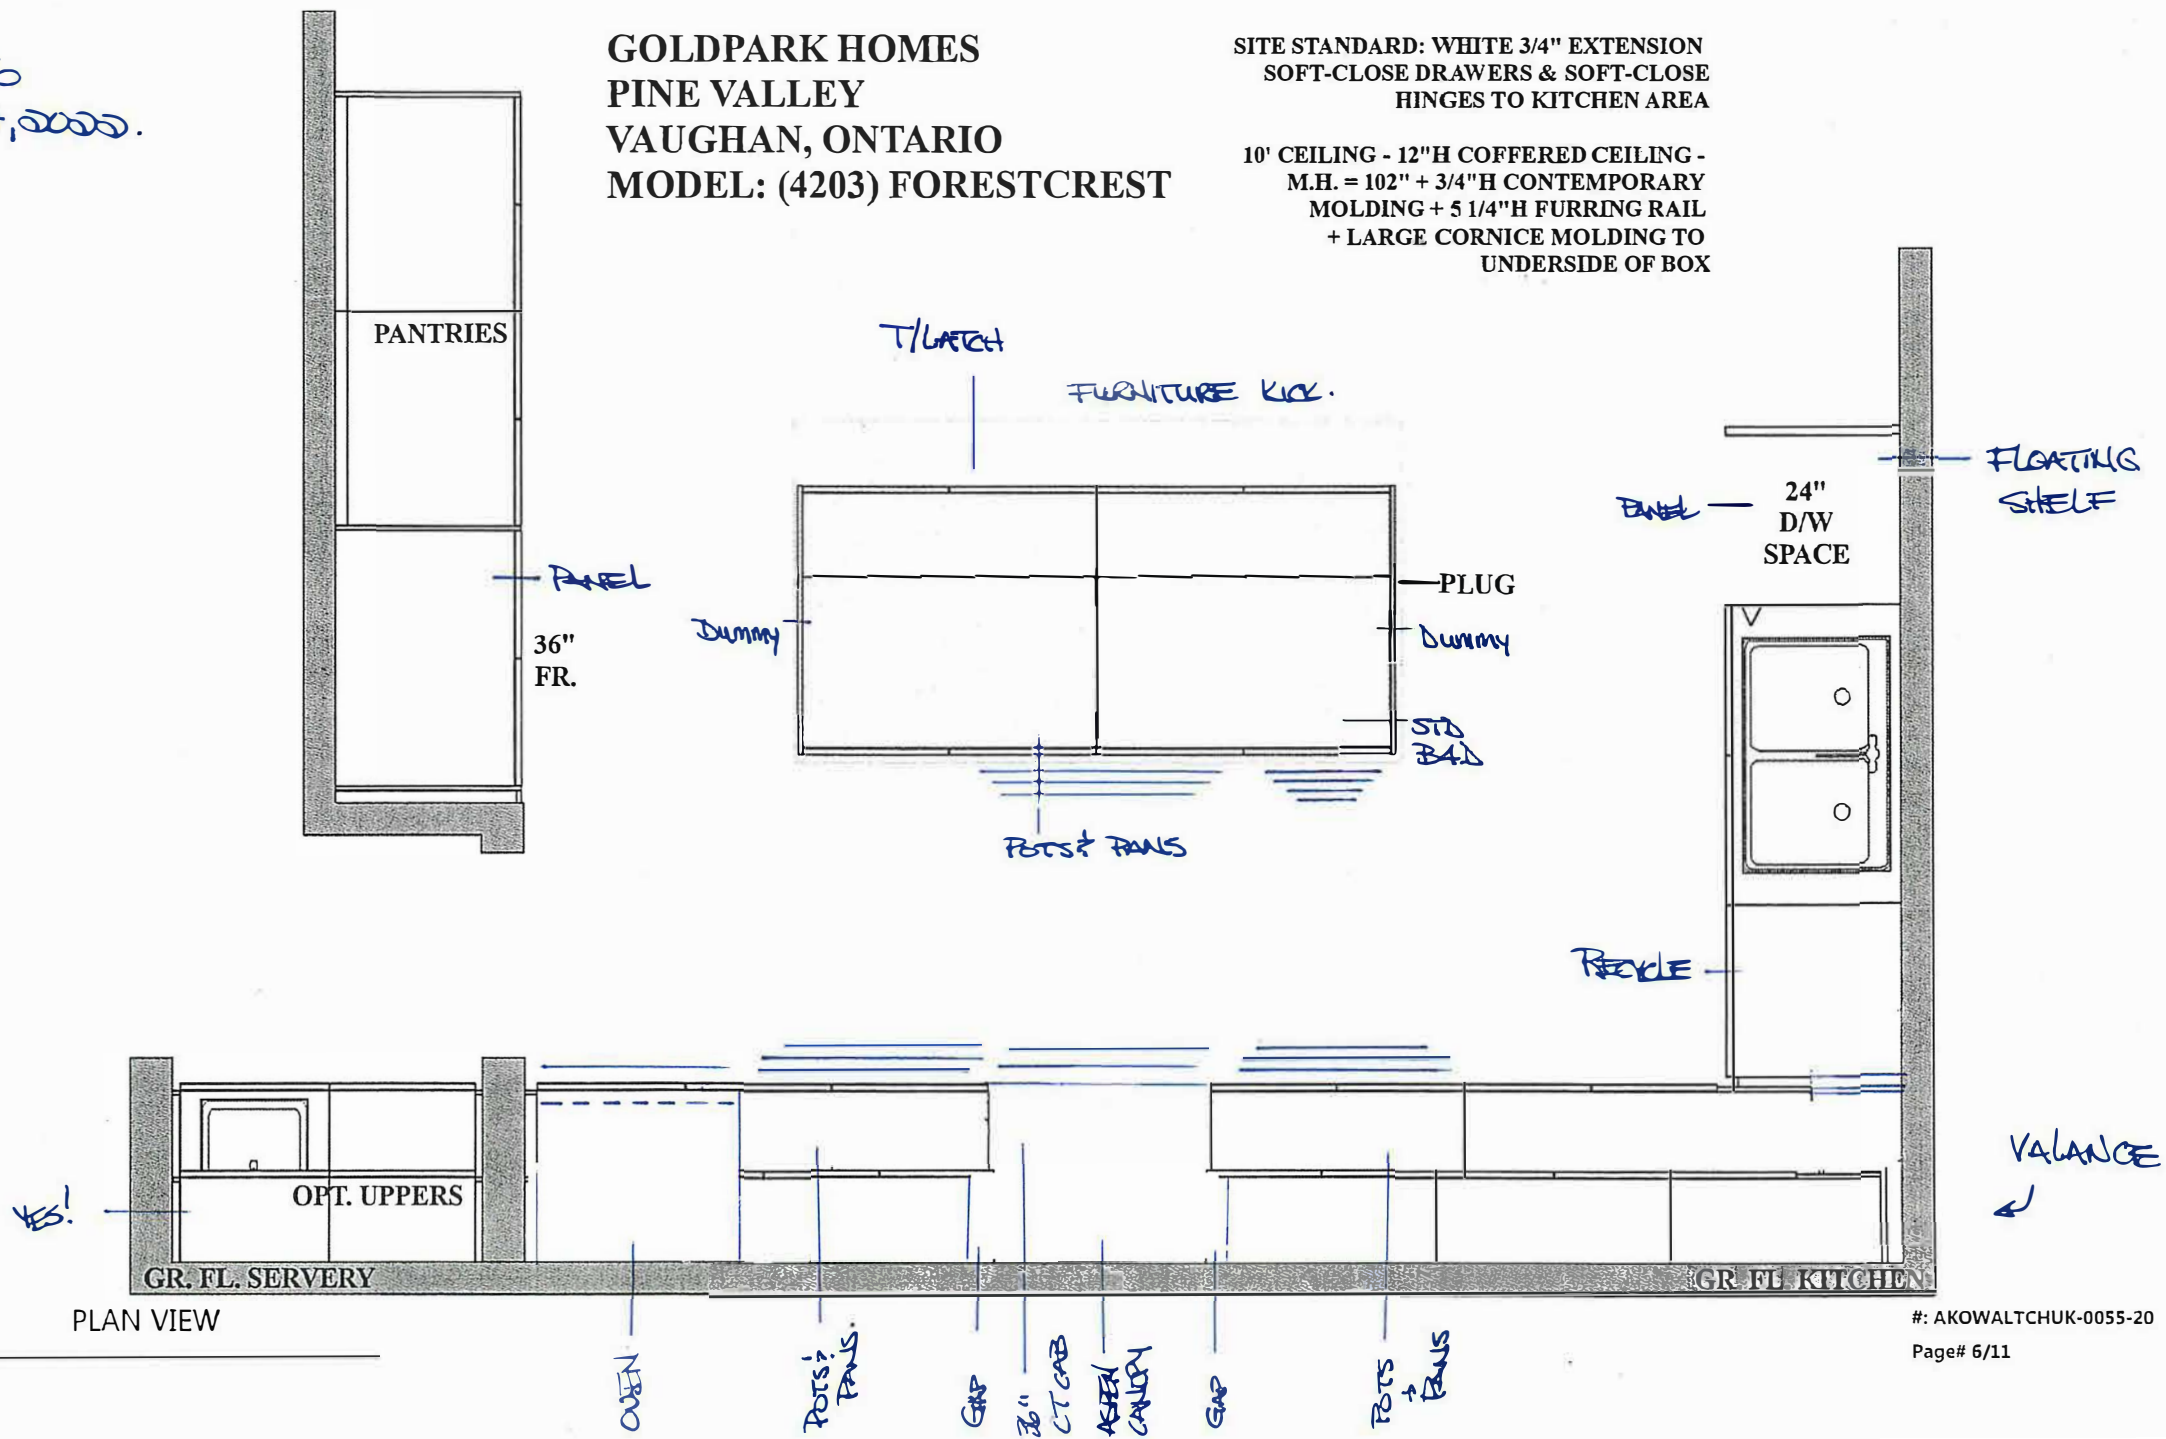 GOLDPARK HOMES
PINE VALLEY
VAUGHAN, ONTARIO
MODEL: (4203) FORESTCREST
SITE STANDARD: WHITE 3/4" EXTENSION
SOFT-CLOSE DRAWERS & SOFT-CLOSE
HINGES TO KITCHEN AREA
10' CEILING - 12"H COFFERED CEILING -
M.H. = 102" + 3/4"H CONTEMPORARY
MOLDING + 5 1/4"H FURRING RAIL
+ LARGE CORNICE MOLDING TO
UNDERSIDE OF BOX
PANTRIES
T/LATCH
FURNITURE KICK.
FLOATING
SHELF
PANEL
24"
D/W
SPACE
PANEL
PLUG
DUMMY
DUMMY
36"
FR.
STD
BAD
POTS & PANS
RECYCLE
VALANCE
YES!
OPT. UPPERS
GR. FL. SERVERY
GR. FL. KITCHEN
PLAN VIEW
OVEN
POTS &
PANS
GAP
36"
CT CAB
ASPEN
CANOPY
GAP
POTS
+ PANS
#: AKOWALTCHUK-0055-20
Page# 6/11